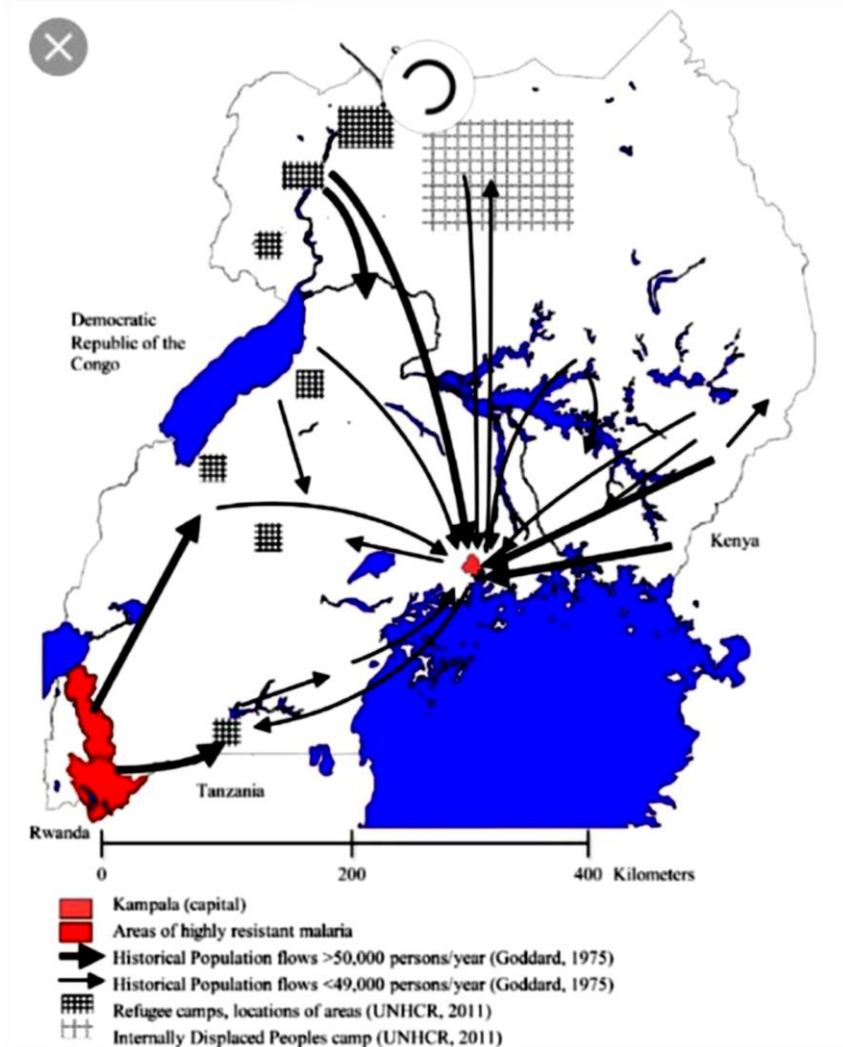 Democratic
Republic of the
Congo
Kenya
Tanzania
Rwanda
0 200 400 Kilometers
Kampala (capital)
Areas of highly resistant malaria
Historical Population flows >50,000 persons/year (Goddard, 1975)
Historical Population flows <49,000 persons/year (Goddard, 1975)
Refugee camps, locations of areas (UNHCR, 2011)
Internally Displaced Peoples camp (UNHCR, 2011)